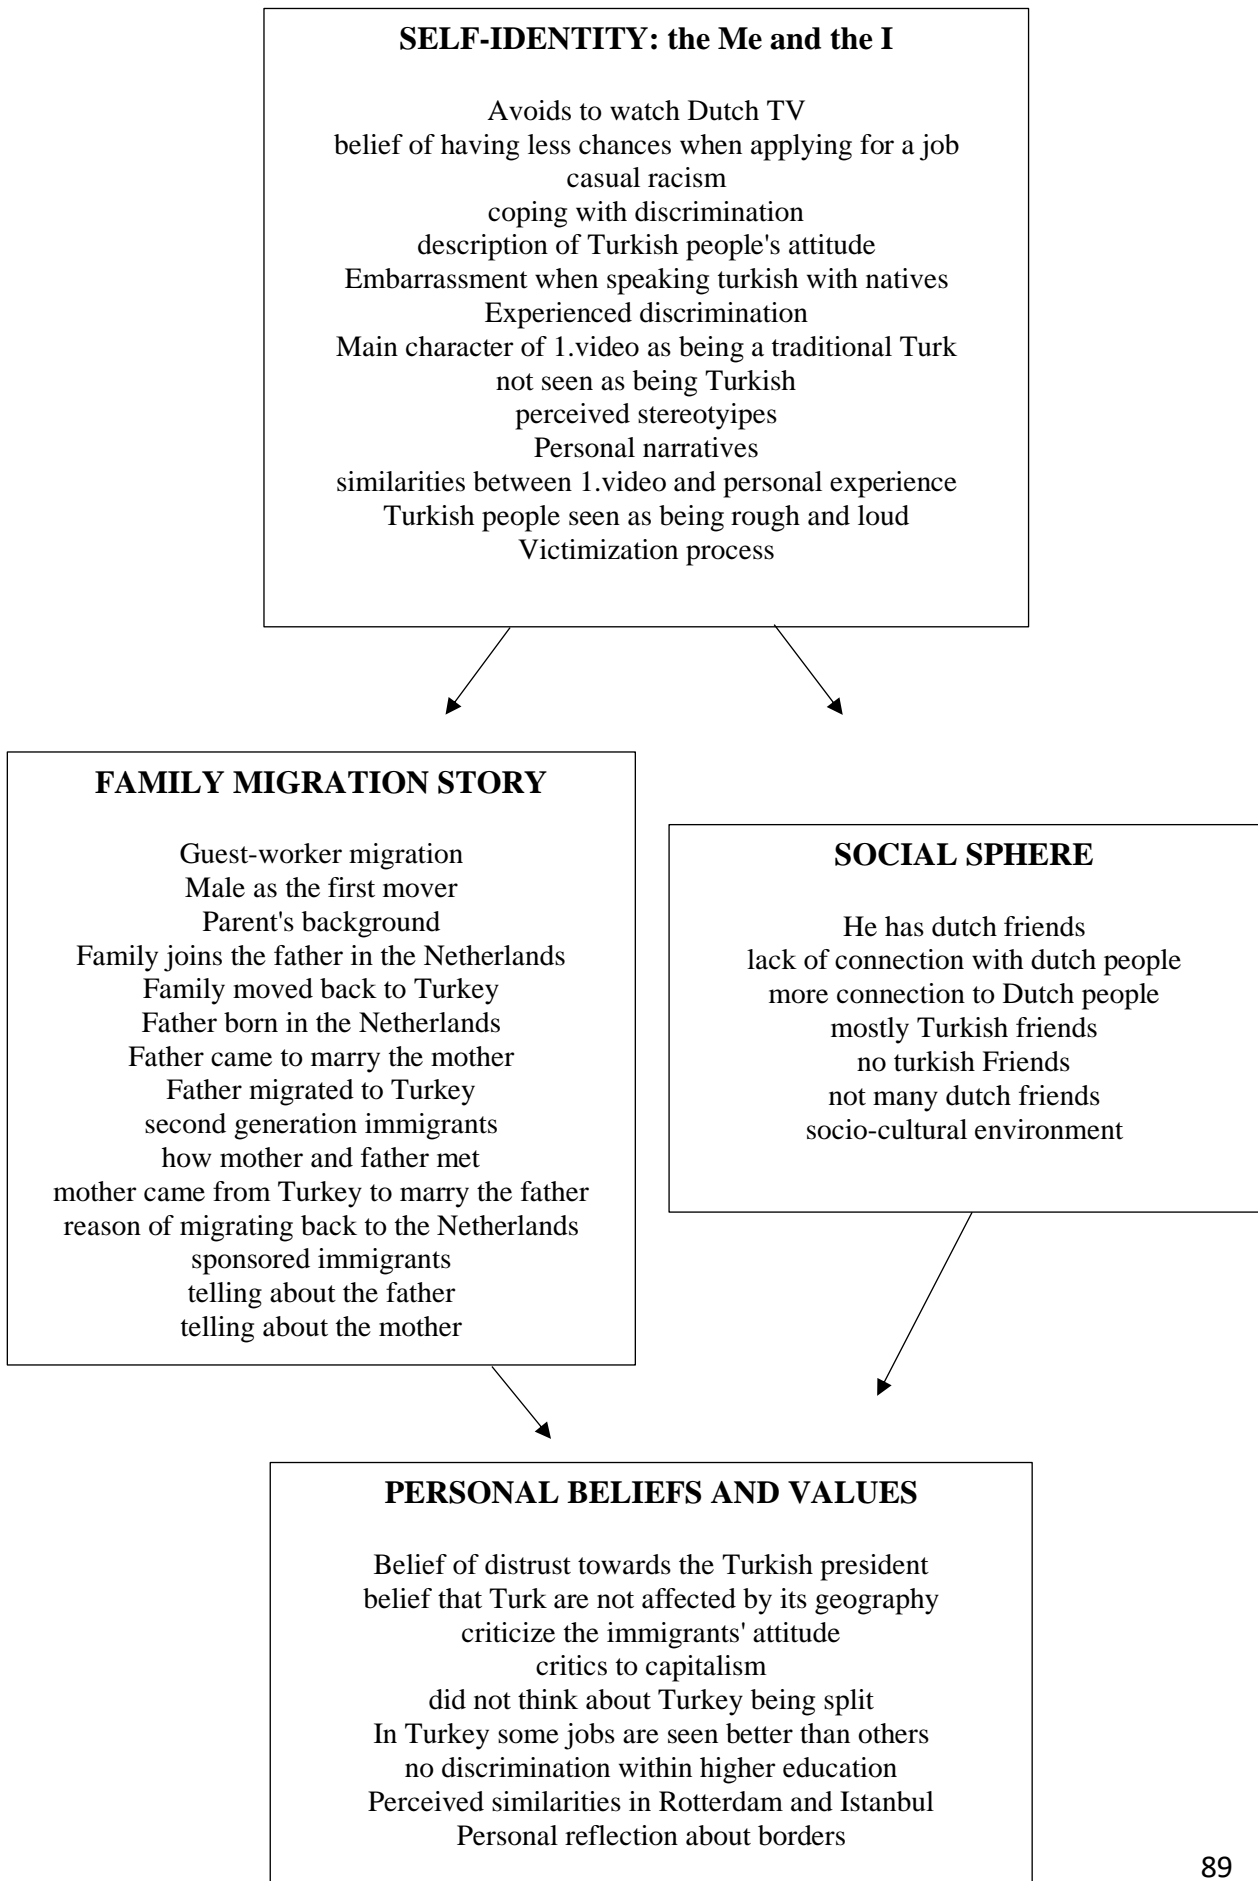 SELF-IDENTITY: the Me and the I
Avoids to watch Dutch TV
belief of having less chances when applying for a job
casual racism
coping with discrimination
description of Turkish people's attitude
Embarrassment when speaking turkish with natives
Experienced discrimination
Main character of 1.video as being a traditional Turk
not seen as being Turkish
perceived stereotyipes
Personal narratives
similarities between 1.video and personal experience
Turkish people seen as being rough and loud
Victimization process
FAMILY MIGRATION STORY
Guest-worker migration
Male as the first mover
Parent's background
Family joins the father in the Netherlands
Family moved back to Turkey
Father born in the Netherlands
Father came to marry the mother
Father migrated to Turkey
second generation immigrants
how mother and father met
mother came from Turkey to marry the father
reason of migrating back to the Netherlands
sponsored immigrants
telling about the father
telling about the mother
SOCIAL SPHERE
He has dutch friends
lack of connection with dutch people
more connection to Dutch people
mostly Turkish friends
no turkish Friends
not many dutch friends
socio-cultural environment
PERSONAL BELIEFS AND VALUES
Belief of distrust towards the Turkish president
belief that Turk are not affected by its geography
criticize the immigrants' attitude
critics to capitalism
did not think about Turkey being split
In Turkey some jobs are seen better than others
no discrimination within higher education
Perceived similarities in Rotterdam and Istanbul
Personal reflection about borders
89